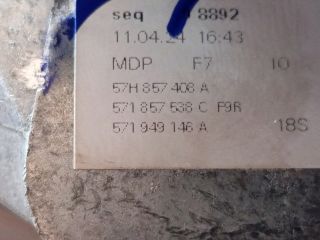 seq 8892
11.04.24 16:43
MDP F7 10
57H 857 408 A
571 857 538 C F9R
571 949 146 A 18S